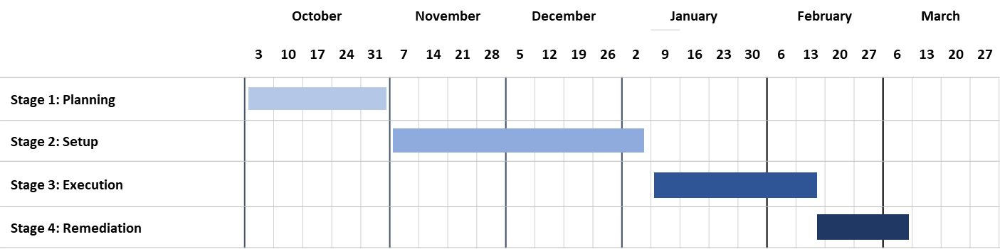 October November December January February March
3 10 17 24 31 7 14 21 28 5 12 19 26 2 9 16 23 30 6 13 20 27 6 13 20 27
Stage 1: Planning
Stage 2: Setup
Stage 3: Execution
Stage 4: Remediation